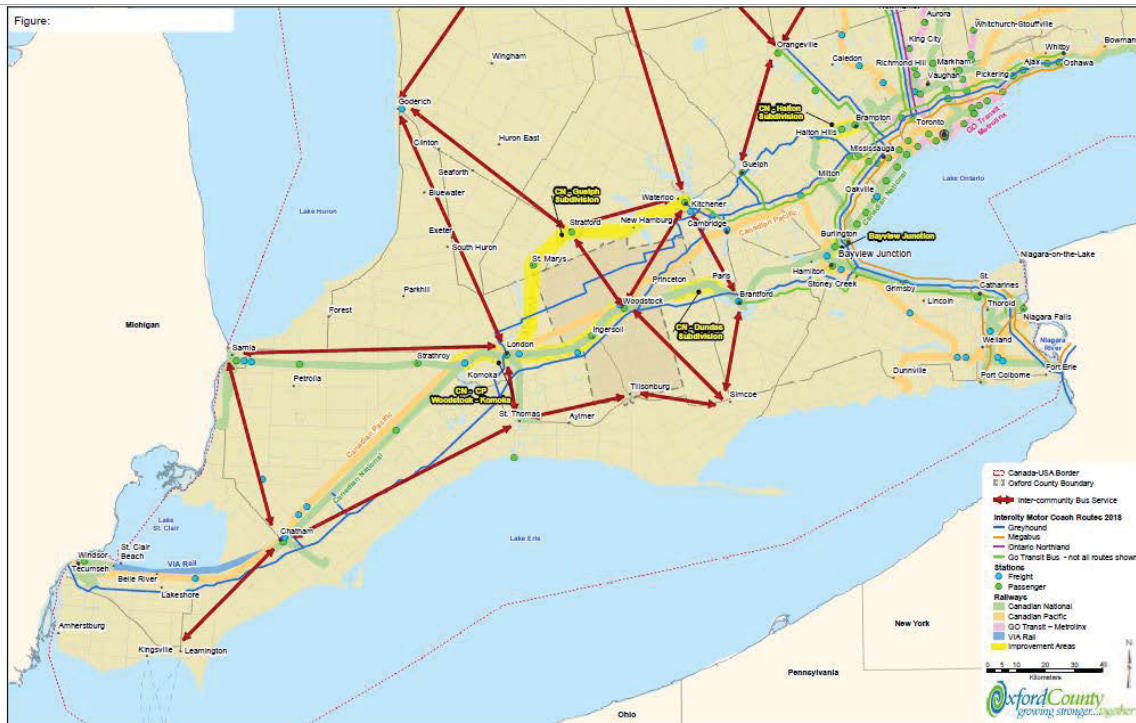 Figure:
Aurora
Whitchurch-Stouffville
King City
Orangeville
Caledon
Richmond Hill
Markham
Vaughan
Whitby
Bowman
Pickering
Ajax
Oshawa
Wingham
Goderich
Clinton
Huron East
CN - Halton
Subdivision
Brampton
Halton Hills
Toronto
GO Transit
Metrolinx
Mississauga
Seaforth
Bluewater
Guelph
Milton
Oakville
Canadian National
Lake Ontario
Lake Huron
CN - Guelph
Subdivision
Waterloo
Kitchener
Stratford
New Hamburg
Cambridge
Canadian Pacific
Exeter
South Huron
St. Marys
Burlington
Bayview Junction
Bayview Junction
Niagara-on-the-Lake
Princeton
Paris
Hamilton
Stoney Creek
Grimsby
St.
Catharines
Lincoln
Thorold
Niagara Falls
Parkhill
Forest
Woodstock
Brantford
Michigan
Ingersoll
CN - Dundas
Subdivision
Welland
Niagara
River
London
Sarnia
Strathroy
Komoka
Petrolia
CN - CP
Woodstock - Komoka
Dunnville
Port Colborne
Fort Erie
Tillsonburg
Simcoe
St. Thomas
Aylmer
Canadian Pacific
Canadian National
Lake
St. Clair
Chatham
Lake Erie
Windsor
Tecumseh
St. Clair
Beach
VIA Rail
Belle River
Lakeshore
Amherstburg
Kingsville
Leamington
New York
Pennsylvania
Ohio
Canada-USA Border
Oxford County Boundary
Inter-community Bus Service
Intercity Motor Coach Routes 2018
Greyhound
Megabus
Ontario Northland
Go Transit Bus - not all routes shown
Stations
Freight
Passenger
Railways
Canadian National
Canadian Pacific
GO Transit – Metrolinx
VIA Rail
Improvement Areas
N
0 5 10 20 30 40
Kilometers
OxfordCounty
growing stronger...together